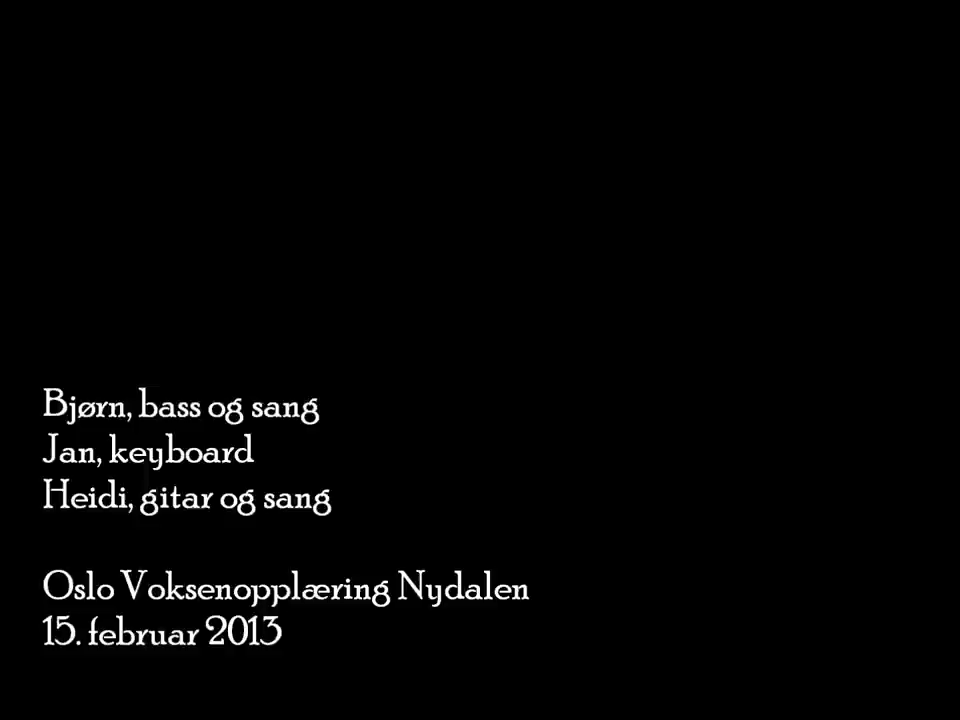 Bjørn, bass og sang
Jan, keyboard
Heidi, gitar og sang
Oslo Voksenopplæring Nydalen
15. februar 2013